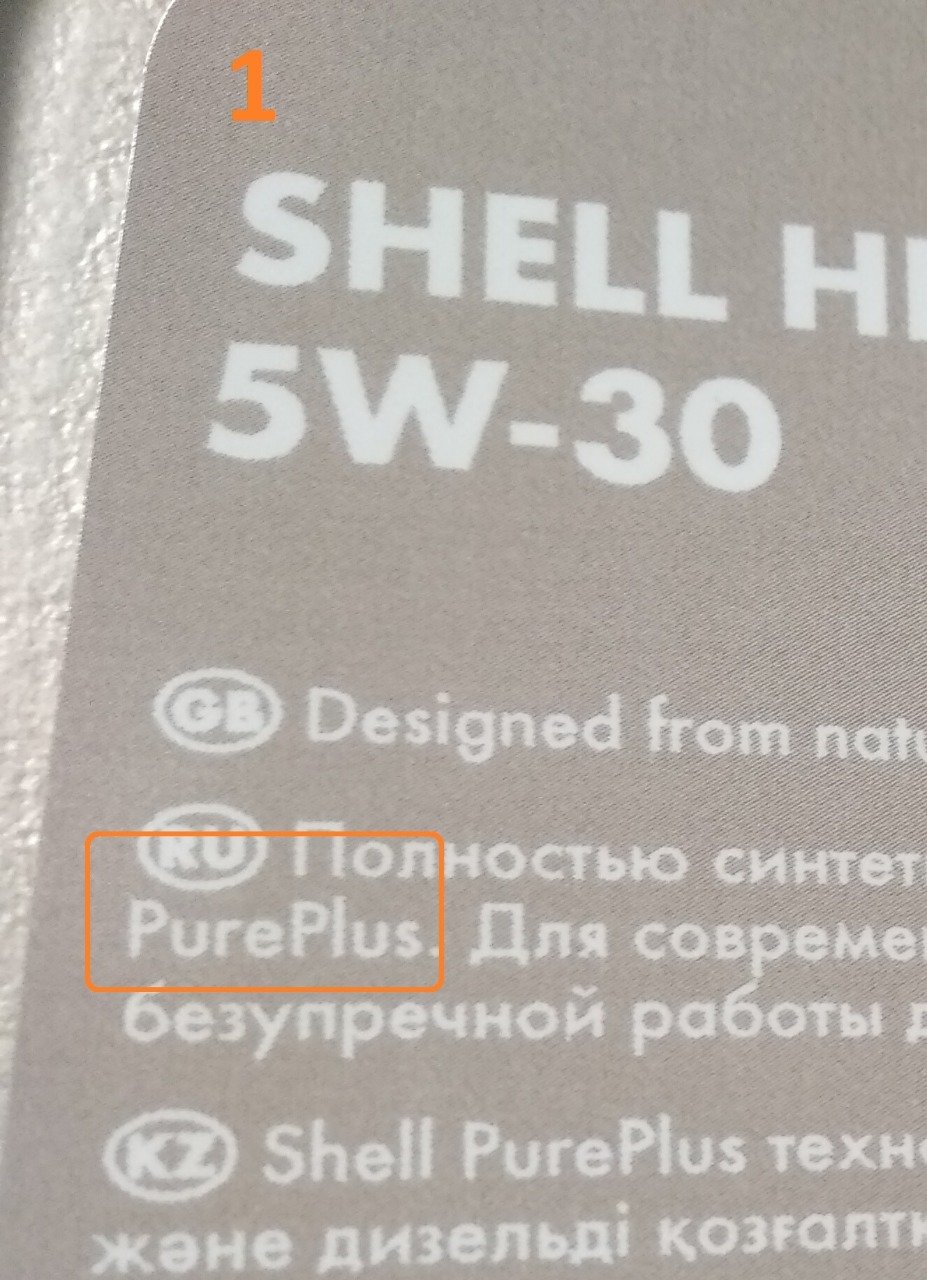 1
SHELL
5W-30
GB Designed from
RU Полностью
PurePlus. Для
безупречной работы
KZ Shell PurePlus
және дизельді